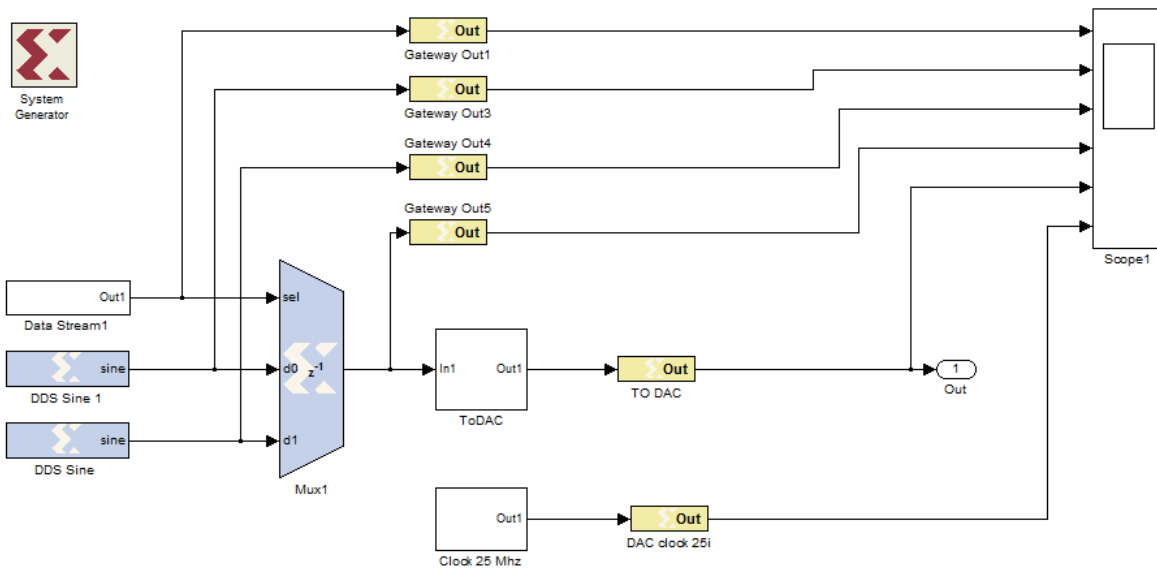 Out
Gateway Out1
System
Generator
Out
Gateway Out3
Gateway Out4
Out
Gateway Out5
Out
Scope1
Out1
Data Stream1
sel
sine
DDS Sine 1
d0
z-1
sine
DDS Sine
d1
Mux1
In1
Out1
ToDAC
Out
TO DAC
1
Out
Out1
Clock 25 Mhz
Out
DAC clock 25i